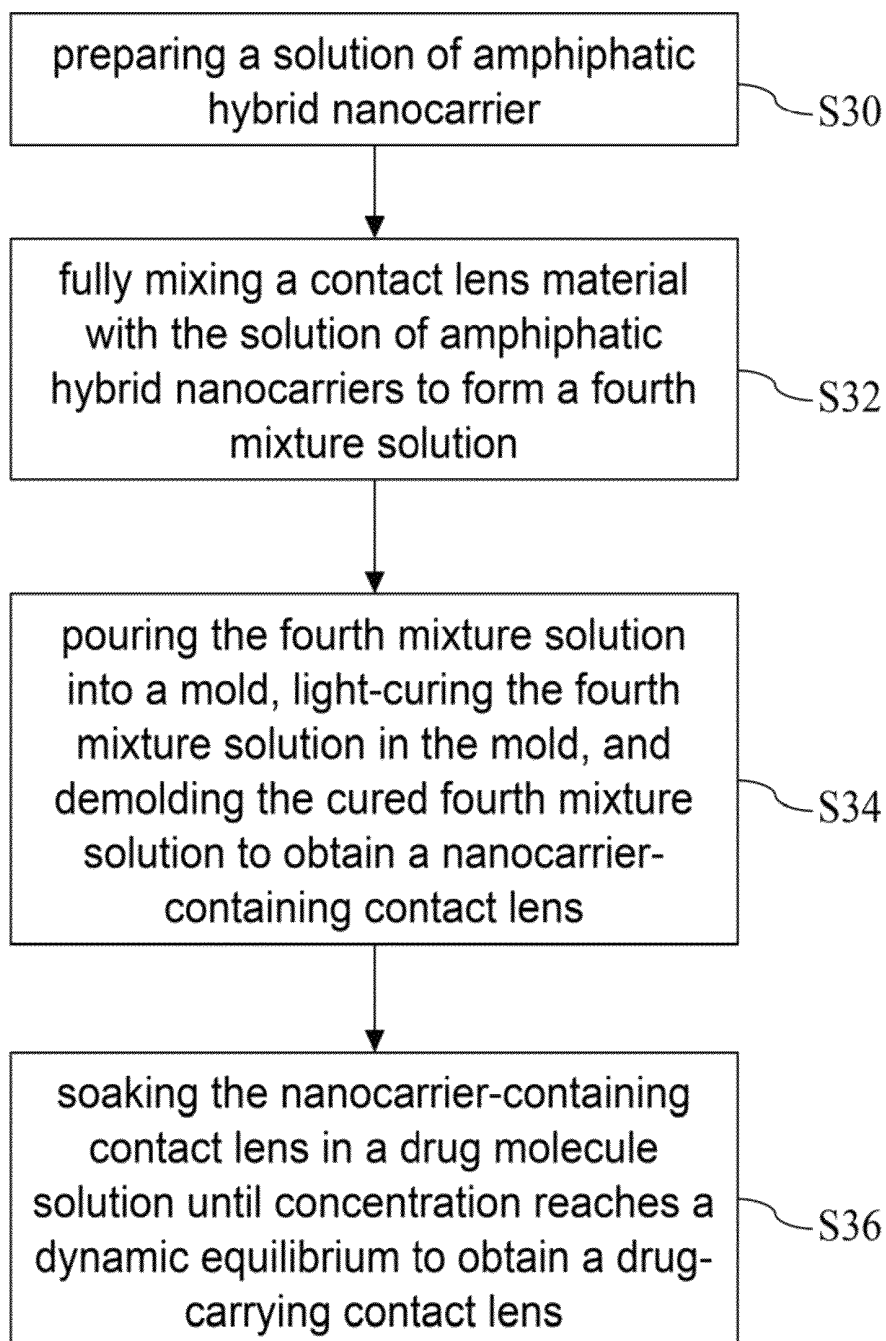 preparing a solution of amphiphatic
hybrid nanocarrier
S30
fully mixing a contact lens material
with the solution of amphiphatic
hybrid nanocarriers to form a fourth
mixture solution
S32
pouring the fourth mixture solution
into a mold, light-curing the fourth
mixture solution in the mold, and
demolding the cured fourth mixture
solution to obtain a nanocarrier-
containing contact lens
S34
soaking the nanocarrier-containing
contact lens in a drug molecule
solution until concentration reaches a
dynamic equilibrium to obtain a drug-
carrying contact lens
S36